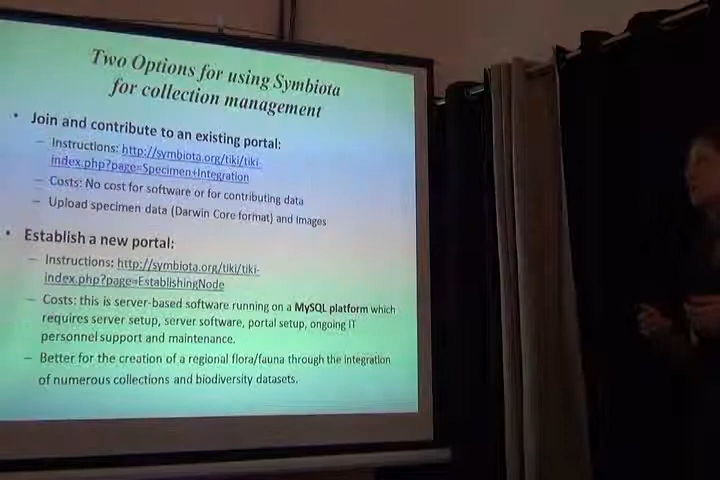 Two Options for using Symbiota
for collection management
• Join and contribute to an existing portal:
– Instructions: http://symbiota.org/tiki/tiki-
index.php?page=Specimen+Integration
– Costs: No cost for software or for contributing data
– Upload specimen data (Darwin Core format) and Images
• Establish a new portal:
– Instructions: http://symbiota.org/tiki/tiki-
index.php?page=EstablishingNode
– Costs: this is server-based software running on a MySQL platform which
requires server setup, server software, portal setup, ongoing IT
personnel support and maintenance.
– Better for the creation of a regional flora/fauna through the integration
of numerous collections and biodiversity datasets.